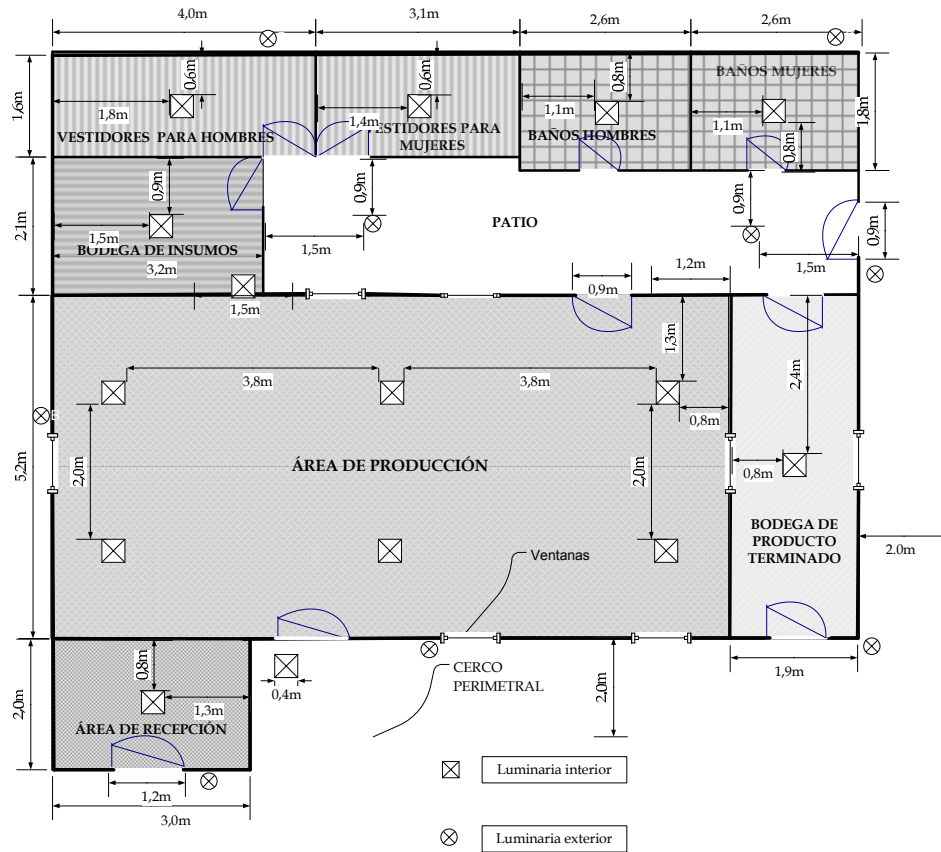 4,0m
3,1m
2,6m
2,6m
1,6m
0,6m
0,6m
0,8m
BAÑOS MUJERES
1,8m
1,8m
1,4m
1,1m
1,1m
VESTIDORES PARA HOMBRES
VESTIDORES PARA
MUJERES
BAÑOS HOMBRES
0,8m
2,1m
0,9m
0,9m
0,9m
0,9m
PATIO
1,5m
BODEGA DE INSUMOS
3,2m
1,5m
1,5m
1,2m
0,9m
1,5m
1,3m
2,4m
3,8m
3,8m
0,8m
5,2m
2,0m
ÁREA DE PRODUCCIÓN
2,0m
0,8m
BODEGA DE
PRODUCTO
TERMINADO
2.0m
Ventanas
2,0m
0,8m
0,4m
CERCO
PERIMETRAL
2,0m
1,9m
1,3m
ÁREA DE RECEPCIÓN
1,2m
3,0m
Luminaria interior
Luminaria exterior